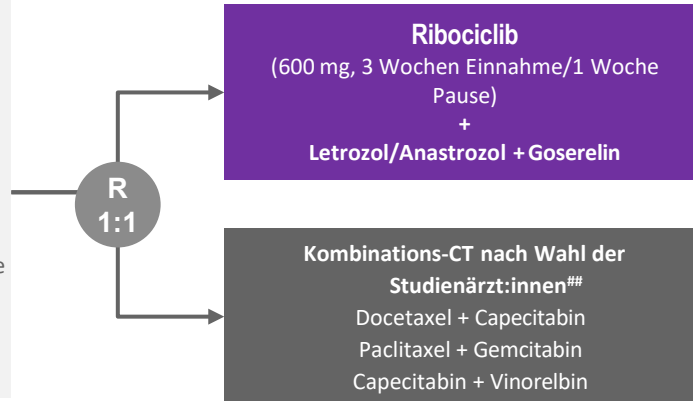 Ribociclib
(600 mg, 3 Wochen Einnahme/1 Woche
Pause)
+
Letrozol/Anastrozol + Goserelin
R
1:1
e
Kombinations-CT nach Wahl der
Studienärzt:innen##
Docetaxel + Capecitabin
Paclitaxel + Gemcitabin
Capecitabin + Vinorelbin